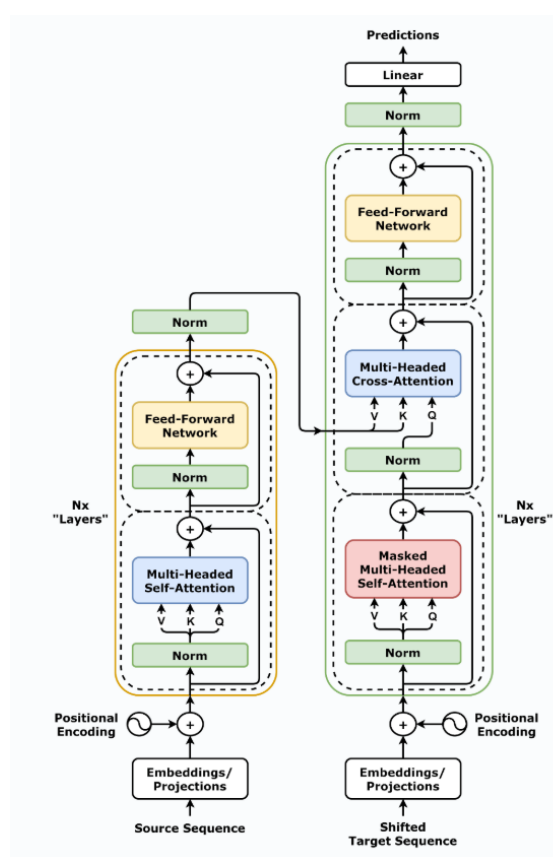 Predictions
Linear
Norm
+
Feed-Forward
Network
Norm
+
Multi-Headed
Cross-Attention
V
K
Q
Norm
+
Masked
Multi-Headed
Self-Attention
V
K
Q
Norm
Nx
"Layers"
+
Positional
Encoding
Embeddings/
Projections
Shifted
Target Sequence
Norm
+
Feed-Forward
Network
Norm
+
Multi-Headed
Self-Attention
V
K
Q
Norm
Nx
"Layers"
Positional
Encoding
+
Embeddings/
Projections
Source Sequence